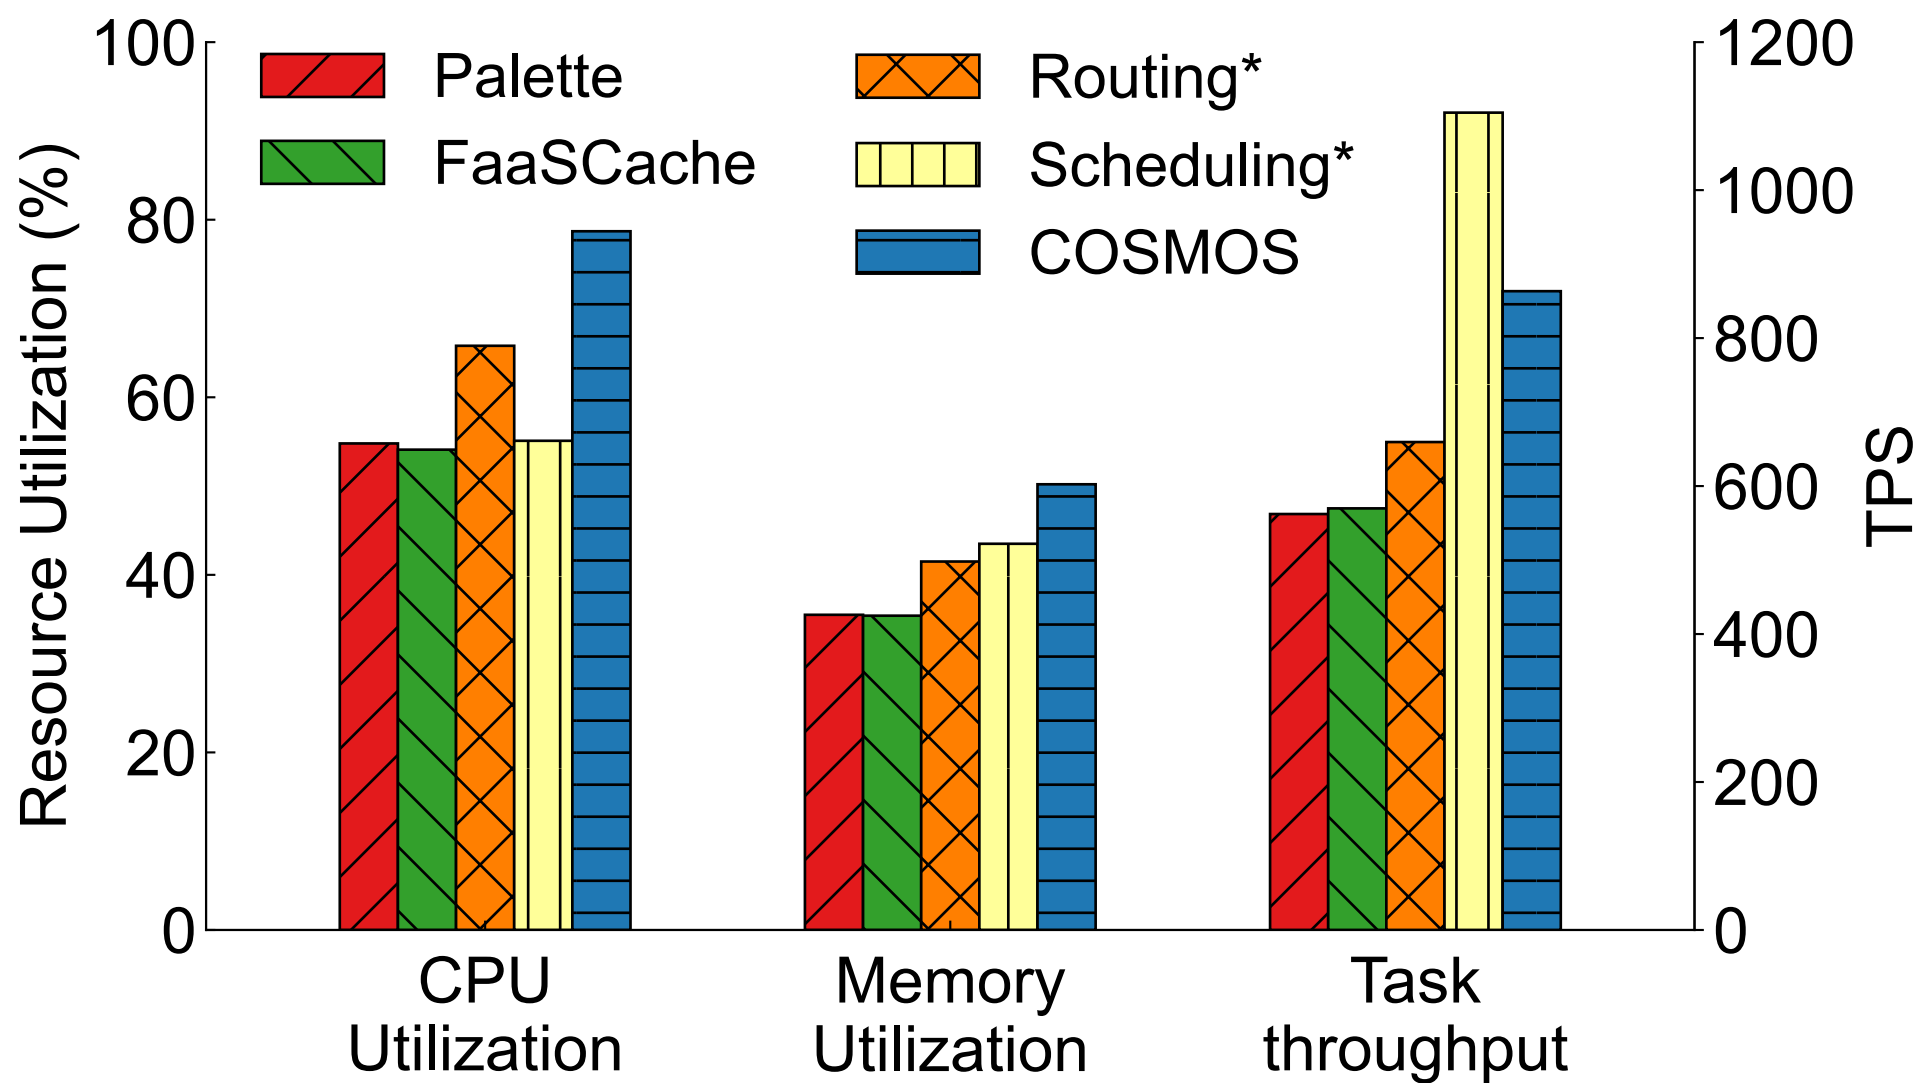 Resource Utilization (%)
100
80
60
40
20
0
Palette
FaaSCache
Routing*
Scheduling*
COSMOS
1200
1000
800
600
400
200
0
TPS
CPU
Utilization
Memory
Utilization
Task
throughput